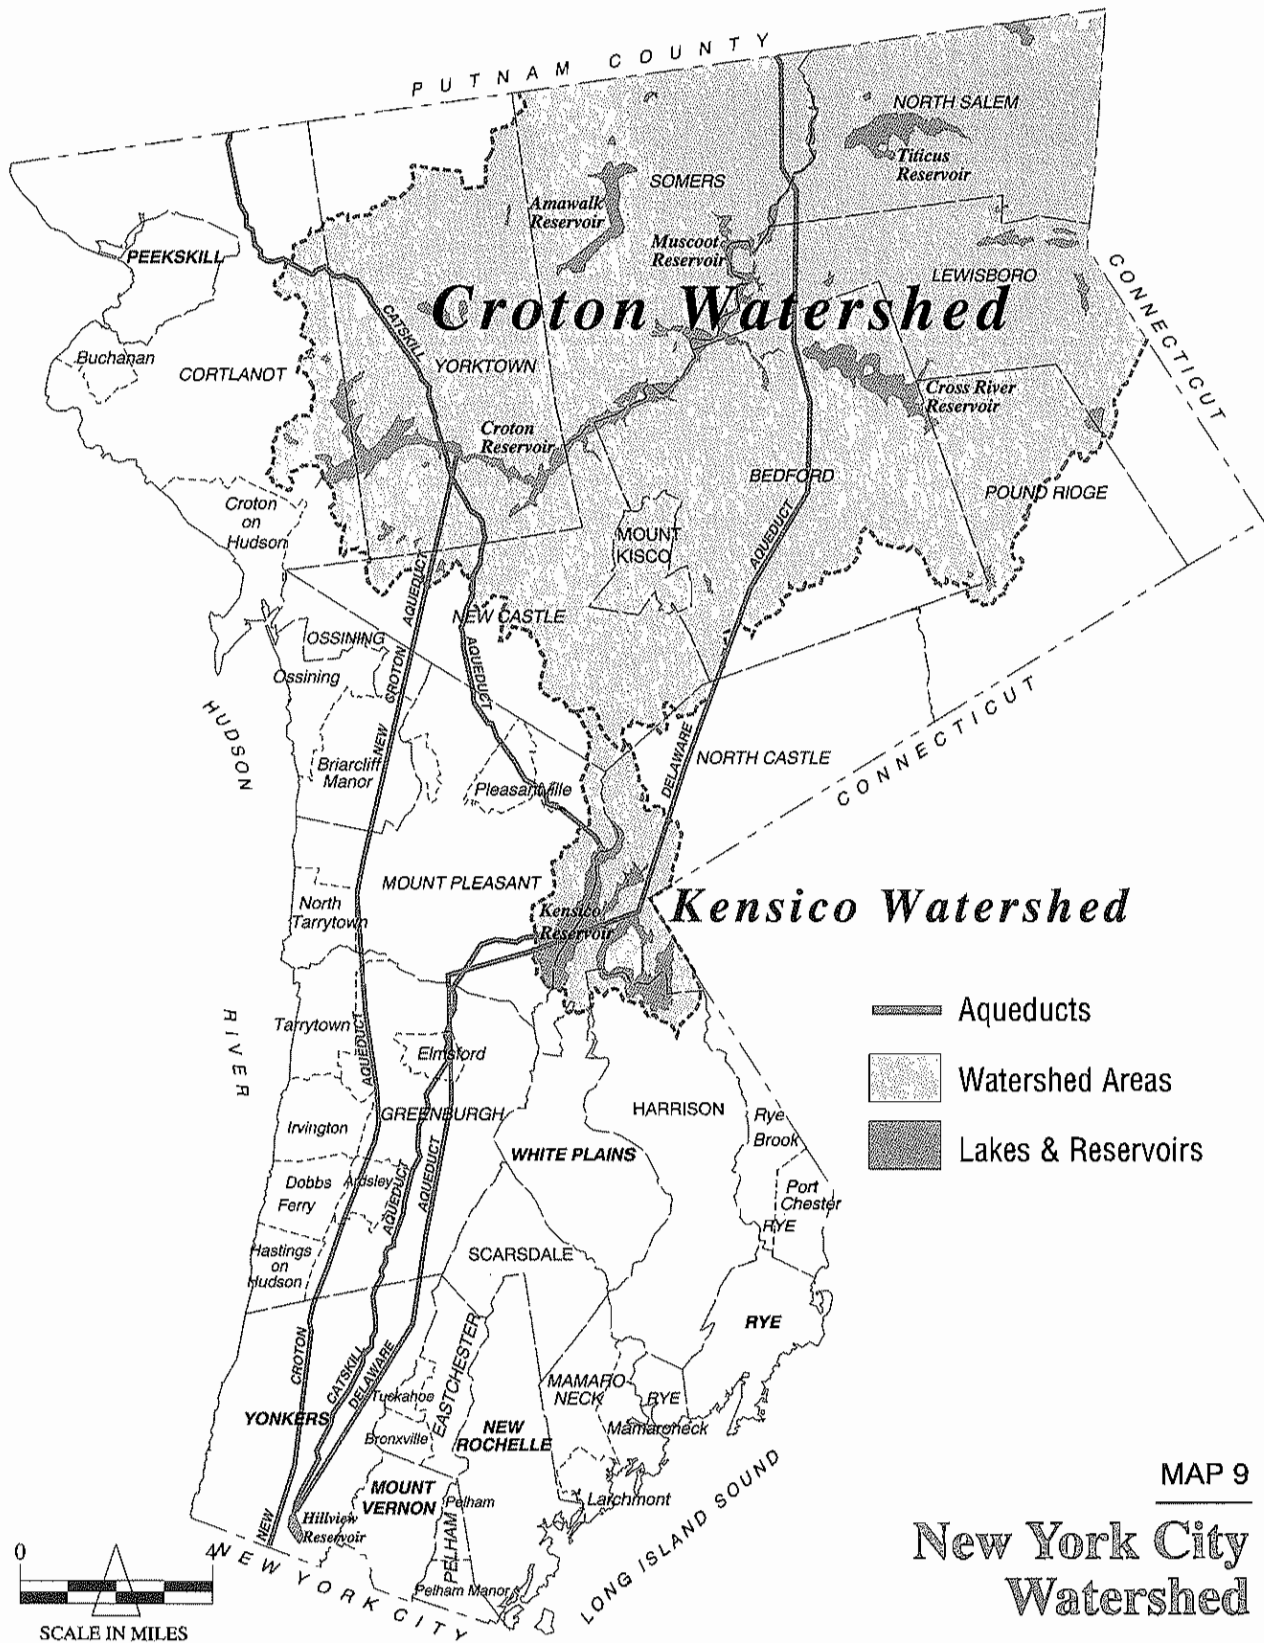 PUTNAM COUNTY
NORTH SALEM
Titicus
Reservoir
SOMERS
Amawalk
Reservoir
Muscoot
Reservoir
PEEKSKILL
LEWISBORO
CONNECTICUT
Croton Watershed
CATSKILL
YORKTOWN
Buchanan
CORTLANOT
Cross River
Reservoir
Croton
Reservoir
BEDFORD
POUND RIOGE
Croton
on
Hudson
MOUNT
KISCO
AQUEDUCT
AQUEDUCT
NEW CASTLE
OSSINING
Ossining
AQUEDUCT
CROTON
NEW
HUDSON
CONNECTICUT
Briarcliff
Manor
Pleasantville
DELAWARE
NORTH CASTLE
MOUNT PLEASANT
North
Tarrytown
Kensico
Reservoir
Kensico Watershed
Aqueducts
RIVER
Tarrytown
AQUEDUCT
Elmsford
Watershed Areas
GREENBURGH
HARRISON
Rye
Brook
Irvington
WHITE PLAINS
Lakes & Reservoirs
Dobbs
Ferry
Ardsley
AQUEDUCT
AQUEDUCT
Port
Chester
RYE
Hastings
on
Hudson
SCARSDALE
RYE
CROTON
CATSKILL
DELAWARE
EASTCHESTER
Tuckahoe
MAMARO-
NECK
RYE
YONKERS
Bronxville
NEW
ROCHELLE
Mamaroneck
MOUNT
VERNON
Pelham
PELHAM
Larchmont
NEW
Hillview
Reservoir
Pelham Manor
LONG ISLAND SOUND
NEW YORK CITY
0 4
SCALE IN MILES
MAP 9
New York City
Watershed